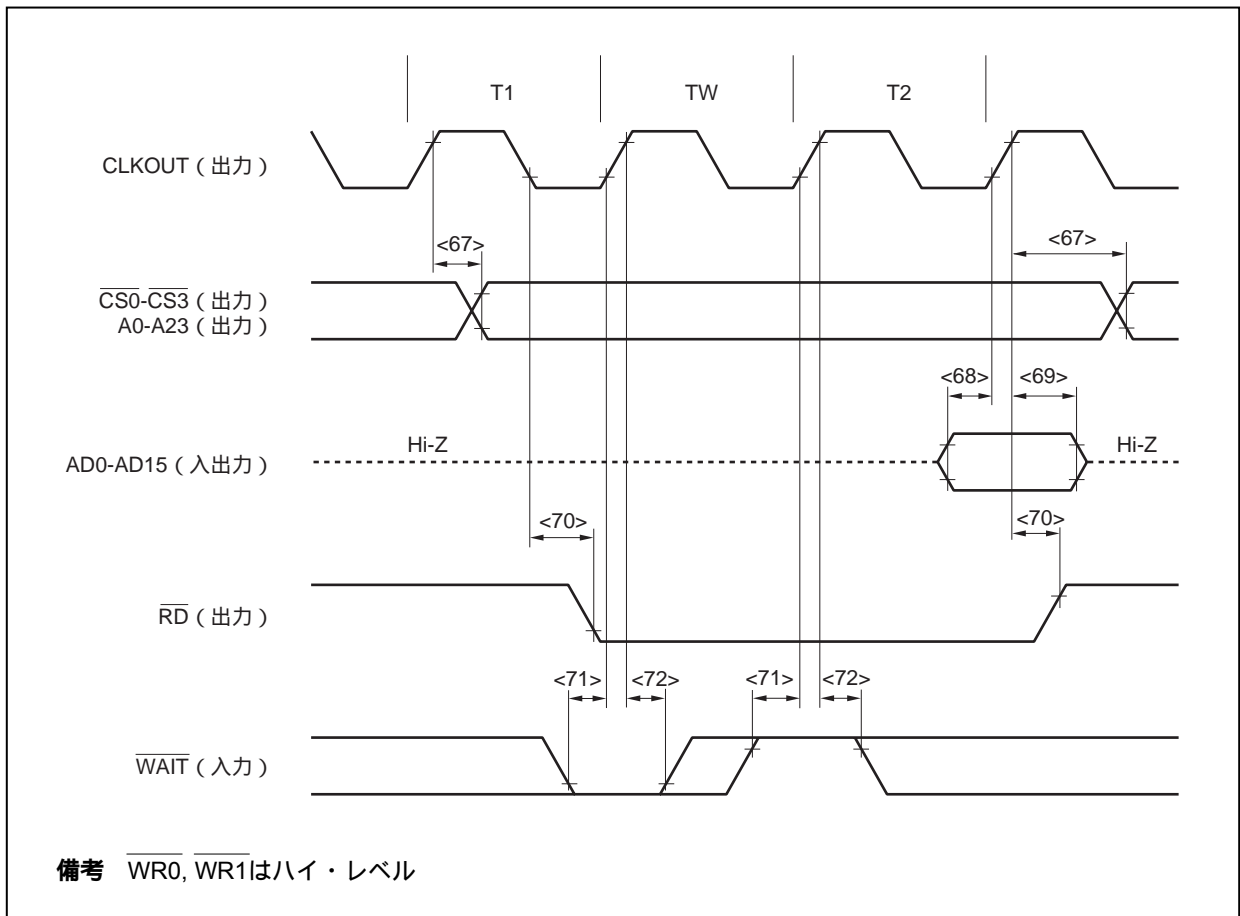 T1 TW T2
CLKOUT（出力）
<67> <67>
CS0-CS3（出力）
A0-A23（出力）
<68> <69>
Hi-Z Hi-Z
AD0-AD15（入出力）
<70> <70>
RD（出力）
<71> <72> <71> <72>
WAIT（入力）
備考 WR0, WR1はハイ・レベル